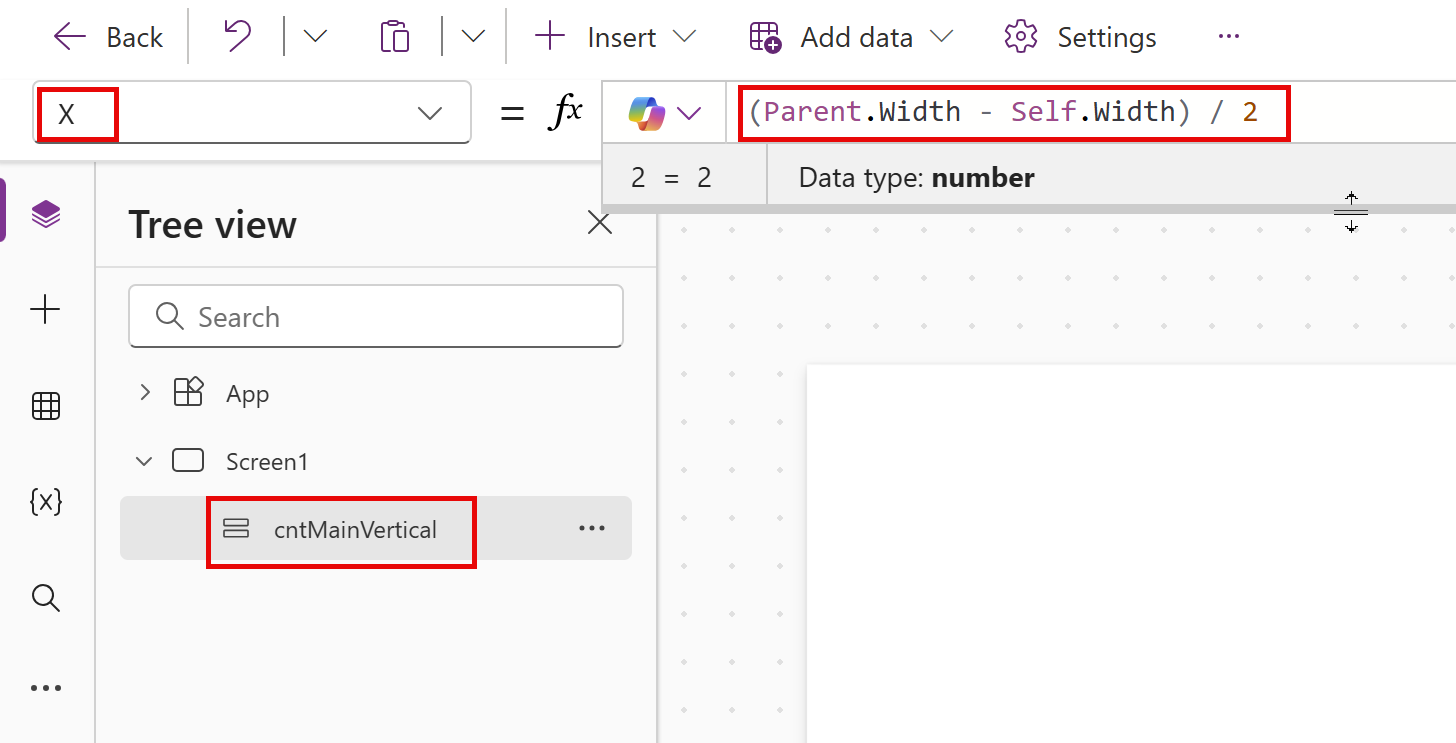 Back
Insert
Add data
Settings
X
= fx
(Parent.Width - Self.Width) / 2
2 = 2
Data type: number
Tree view
Search
App
Screen1
{x}
cntMainVertical